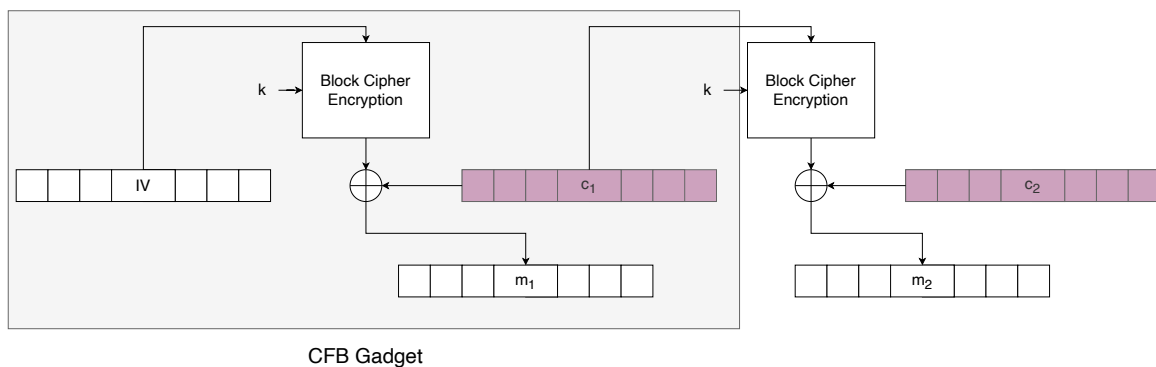 Block Cipher
Encryption
k
Block Cipher
Encryption
k
IV
c₁
c₂
m₁
m₂
CFB Gadget